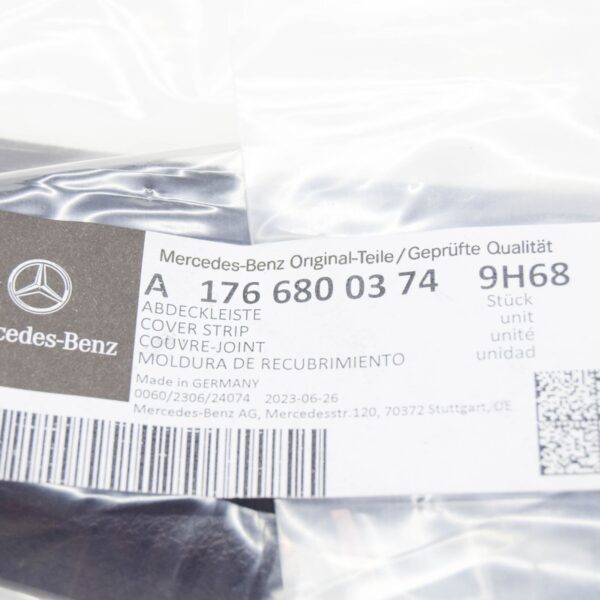 Mercedes-Benz Original-Teile/Geprüfte Qualität
A 176 680 03 74 9H68
ABDECKLEISTE Stück
COVER STRIP unit
COUVRE-JOINT unité
MOLDURA DE RECUBRIMIENTO unidad
cedes-Benz
Made in GERMANY
0060/2306/24074 2023-06-26
Mercedes-Benz AG, Mercedesstr.120, 70372 Stuttgart, DE